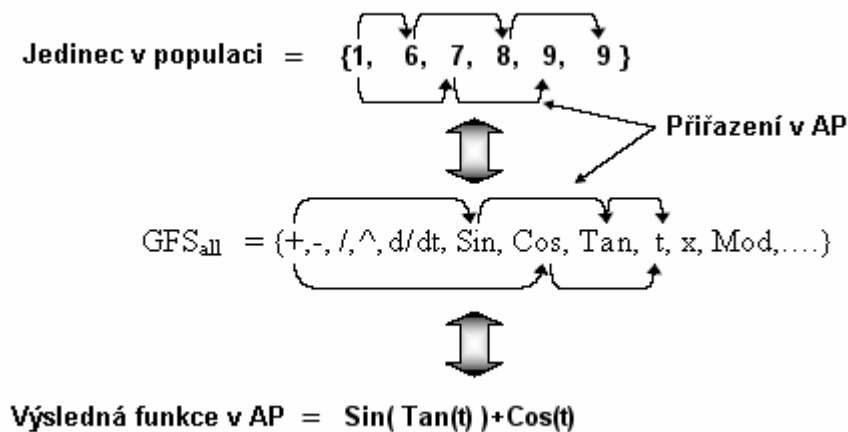 Jedinec v populaci = {1, 6, 7, 8, 9, 9 }
Přiřazení v AP
GFSall = {+,-, /,^, d/dt, Sin, Cos, Tan, t, x, Mod,....}
Výsledná funkce v AP = Sin( Tan(t) )+Cos(t)